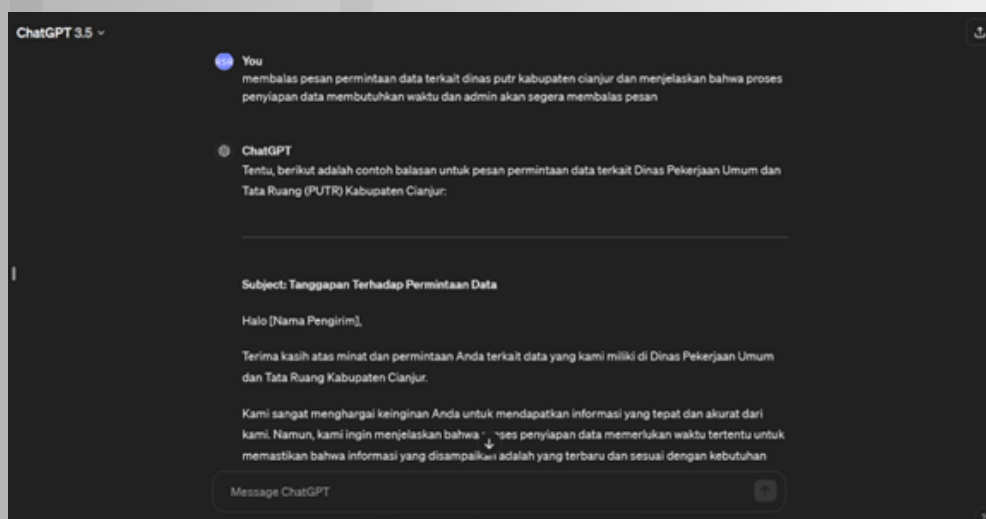 ChatGPT 3.5
You
membalas pesan permintaan data terkait dinas putr kabupaten cianjur dan menjelaskan bahwa proses
penyiapan data membutuhkan waktu dan admin akan segera membalas pesan
ChatGPT
Tentu, berikut adalah contoh balasan untuk pesan permintaan data terkait Dinas Pekerjaan Umum dan
Tata Ruang (PUTR) Kabupaten Cianjur:
Subject: Tanggapan Terhadap Permintaan Data
Halo [Nama Pengirim],
Terima kasih atas minat dan permintaan Anda terkait data yang kami miliki di Dinas Pekerjaan Umum
dan Tata Ruang Kabupaten Cianjur.
Kami sangat menghargai keinginan Anda untuk mendapatkan informasi yang tepat dan akurat dari
kami. Namun, kami ingin menjelaskan bahwa proses penyiapan data memerlukan waktu tertentu untuk
memastikan bahwa informasi yang disampaikan adalah yang terbaru dan sesuai dengan kebutuhan
Message ChatGPT